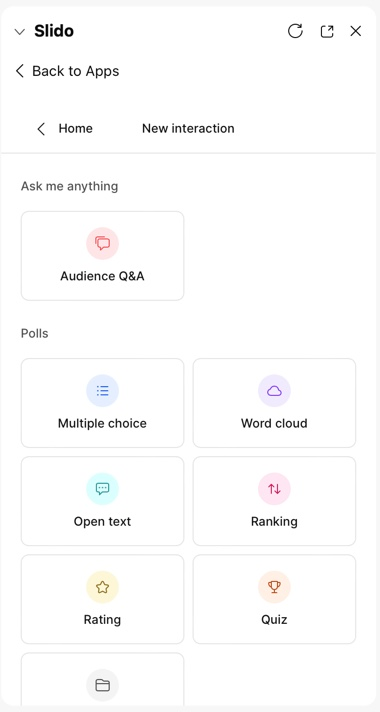 Slido
Back to Apps
Home New interaction
Ask me anything
Audience Q&A
Polls
Multiple choice Word cloud
Open text Ranking
Rating Quiz